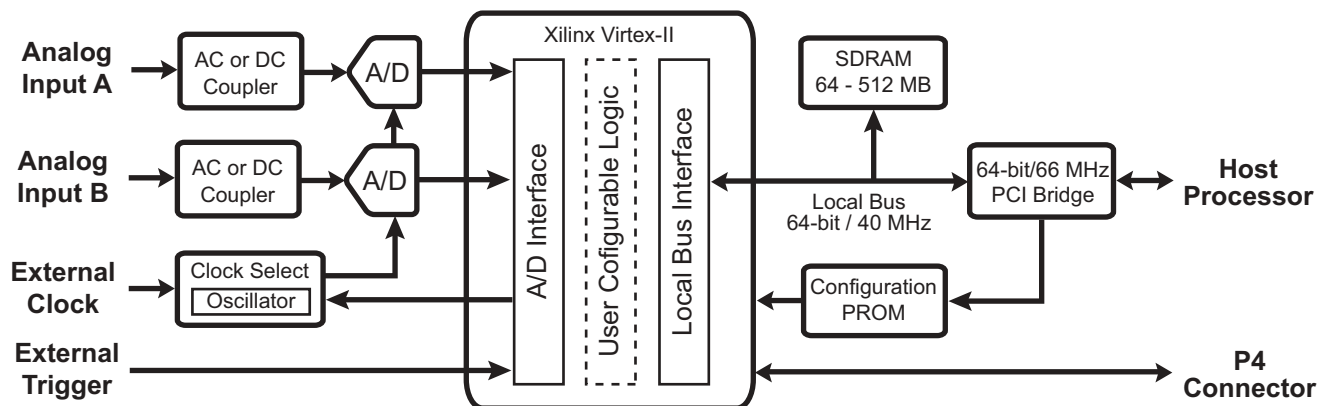 Analog
Input A
AC or DC
Coupler
A/D
Analog
Input B
AC or DC
Coupler
A/D
External
Clock
Clock Select
Oscillator
External
Trigger
Xilinx Virtex-II
A/D Interface
User Cofigurable Logic
Local Bus Interface
SDRAM
64 - 512 MB
Local Bus
64-bit / 40 MHz
64-bit/66 MHz
PCI Bridge
Host
Processor
Configuration
PROM
P4
Connector